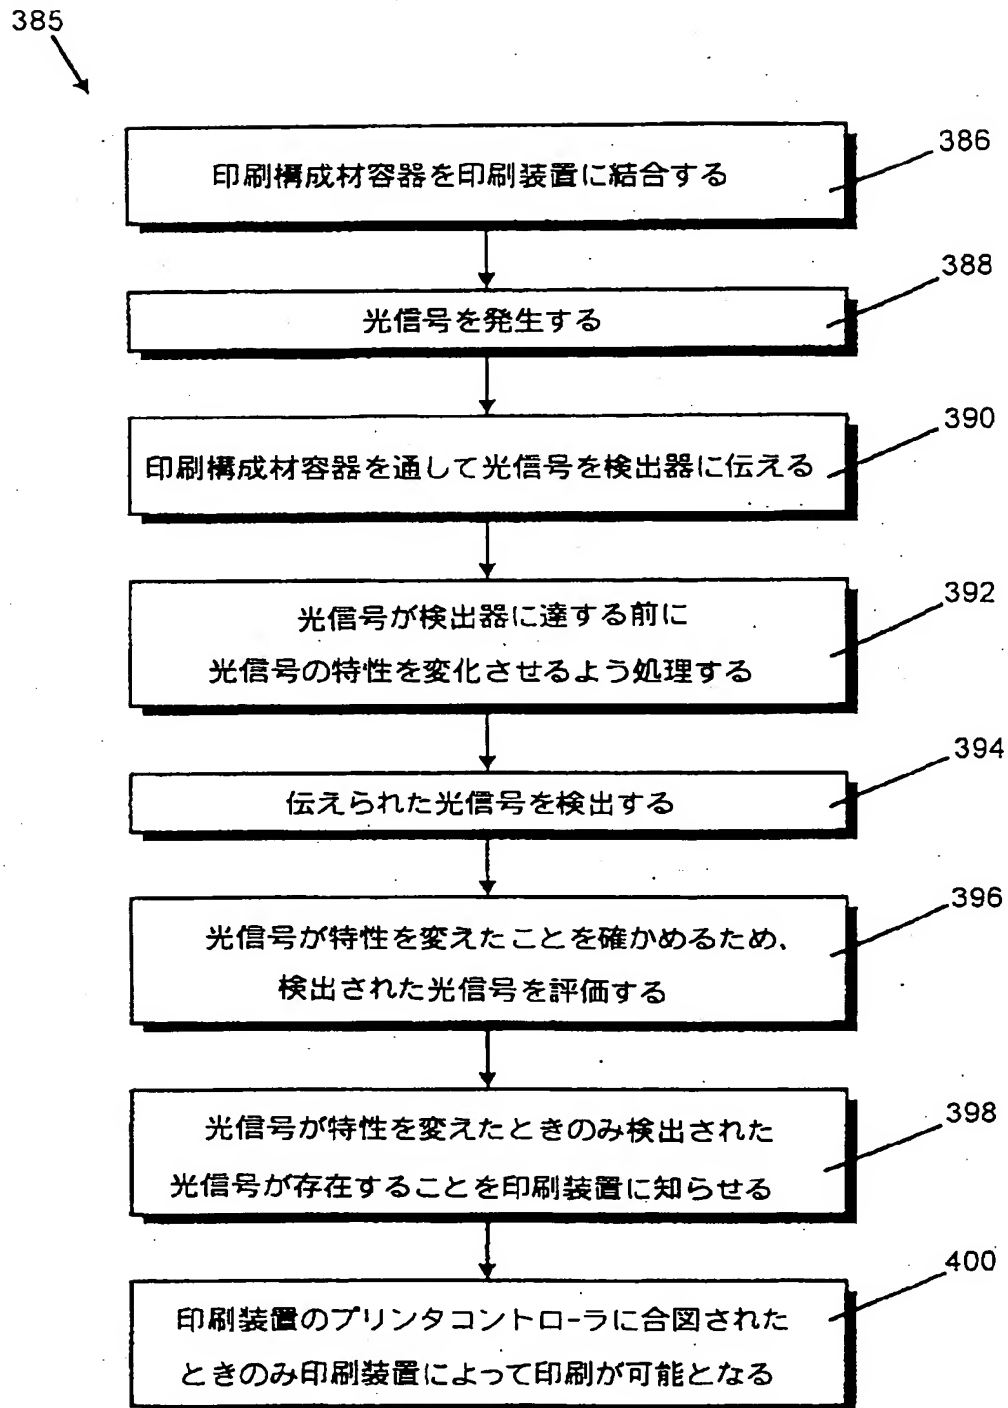 385
印刷構成材容器を印刷装置に結合する
386
光信号を発生する
388
印刷構成材容器を通して光信号を検出器に伝える
390
光信号が検出器に達する前に
光信号の特性を変化させるよう処理する
392
伝えられた光信号を検出する
394
光信号が特性を変えたことを確かめるため、
検出された光信号を評価する
396
光信号が特性を変えたときのみ検出された
光信号が存在することを印刷装置に知らせる
398
印刷装置のプリンタコントローラに合図された
ときのみ印刷装置によって印刷が可能となる
400